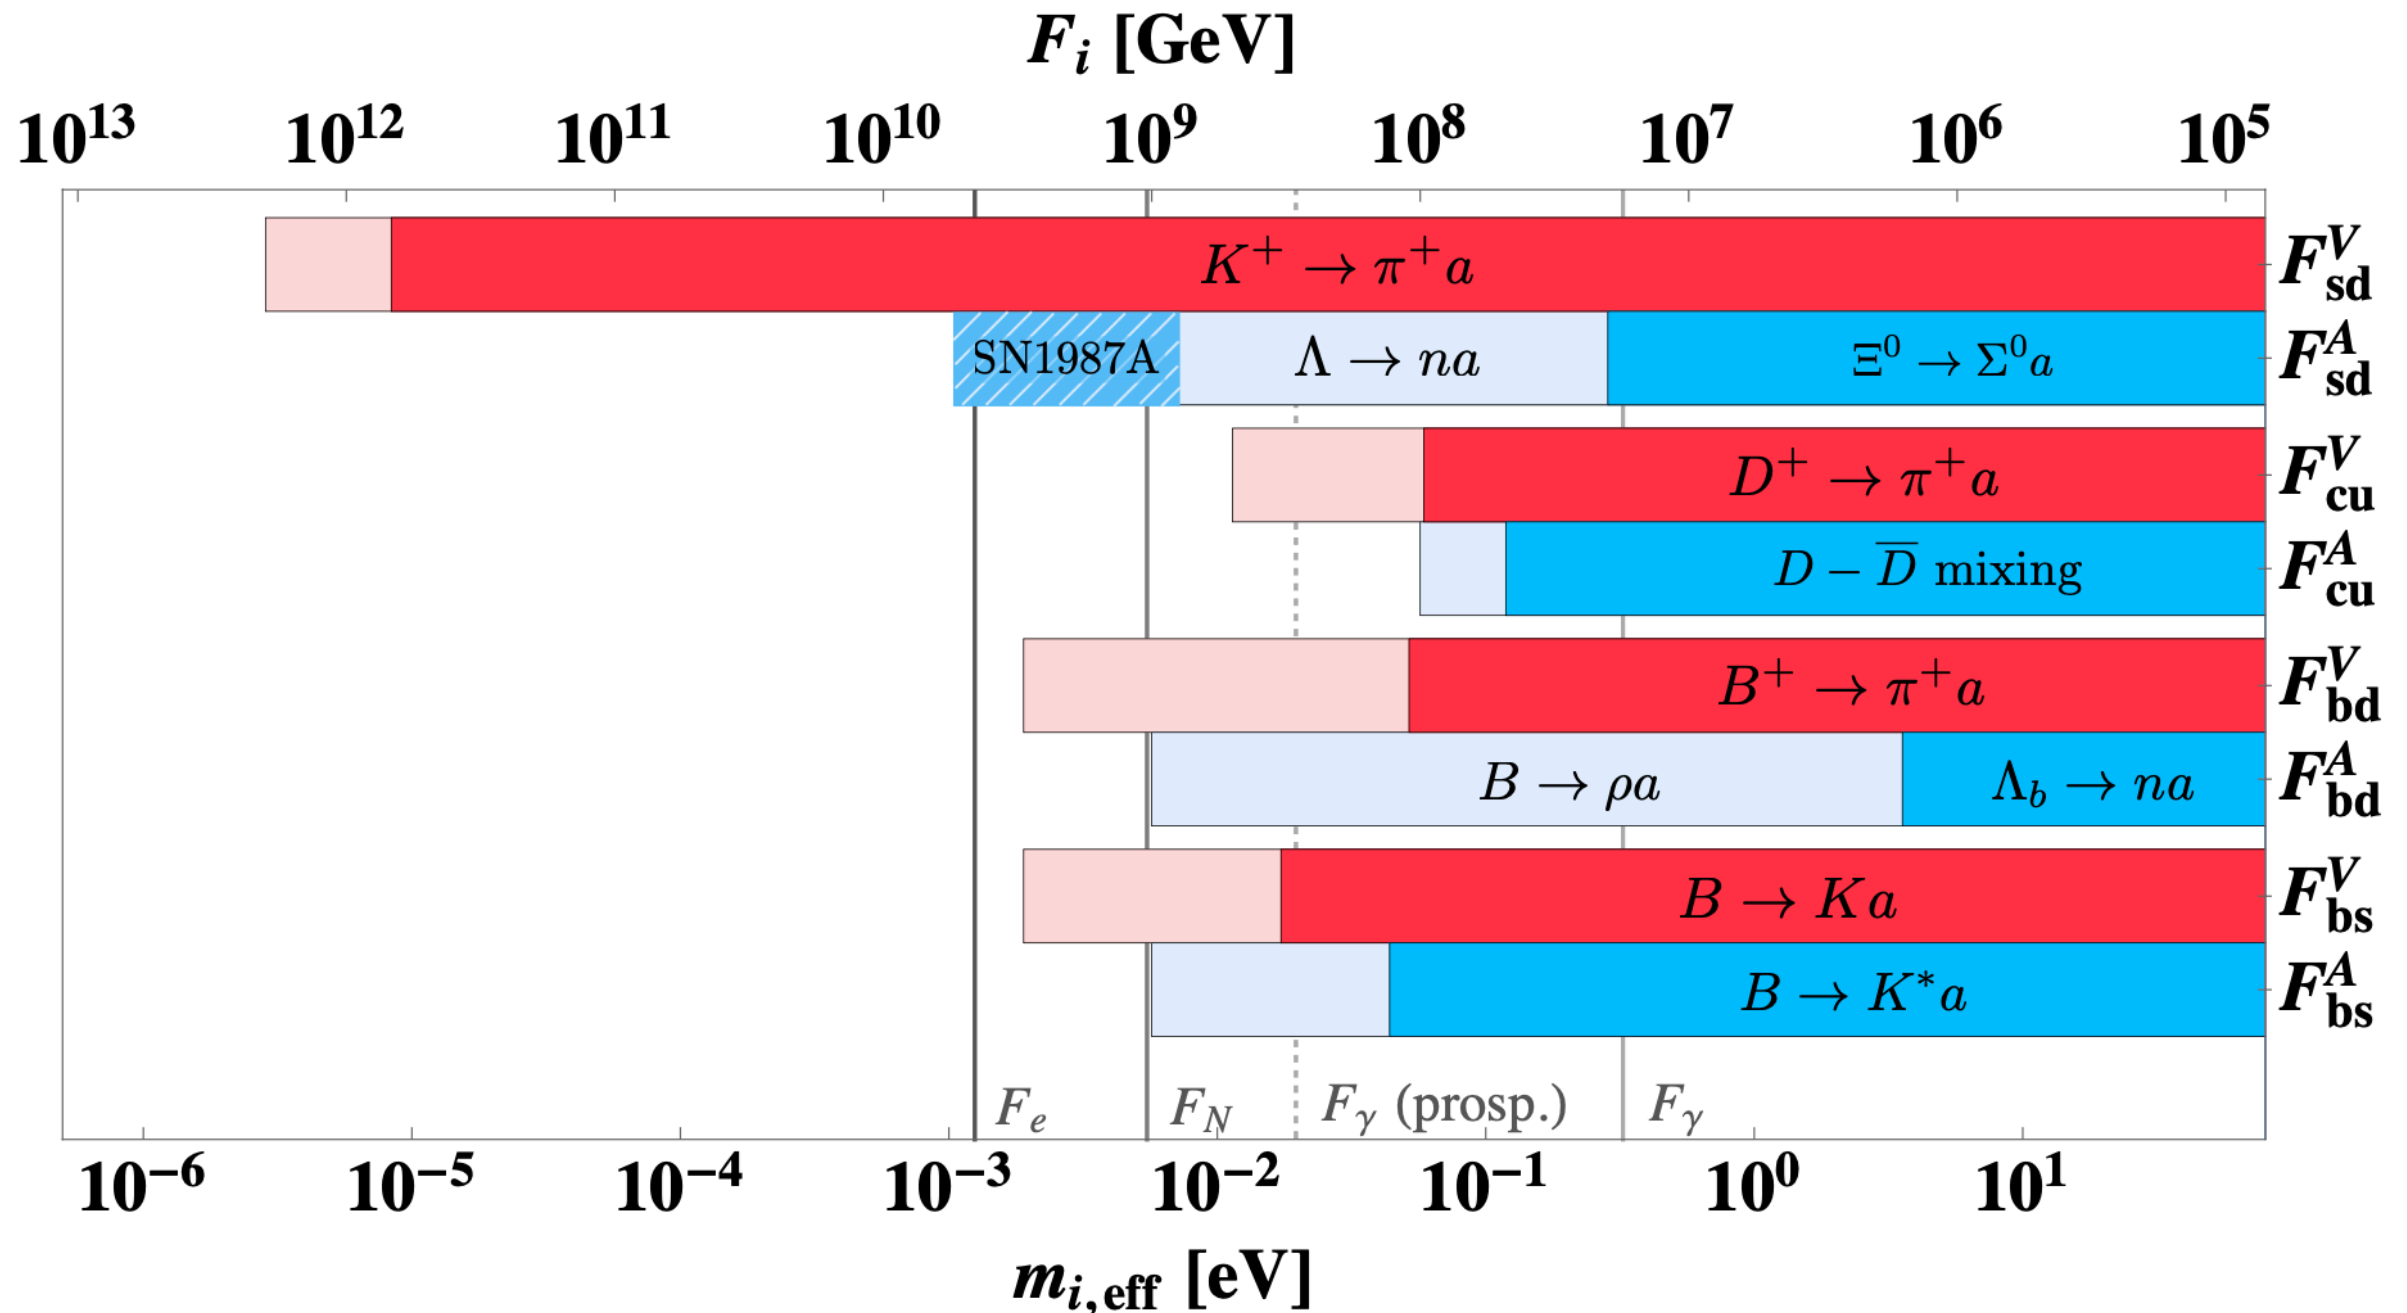 F_i [GeV]
10^13 10^12 10^11 10^10 10^9 10^8 10^7 10^6 10^5
K^+ → π^+ a F^V_sd
SN1987A Λ → na Ξ^0 → Σ^0 a F^A_sd
D^+ → π^+ a F^V_cu
D − D̅ mixing F^A_cu
B^+ → π^+ a F^V_bd
B → ρa Λ_b → na F^A_bd
B → Ka F^V_bs
B → K^* a F^A_bs
F_e F_N F_γ (prosp.) F_γ
10^−6 10^−5 10^−4 10^−3 10^−2 10^−1 10^0 10^1
m_i,eff [eV]